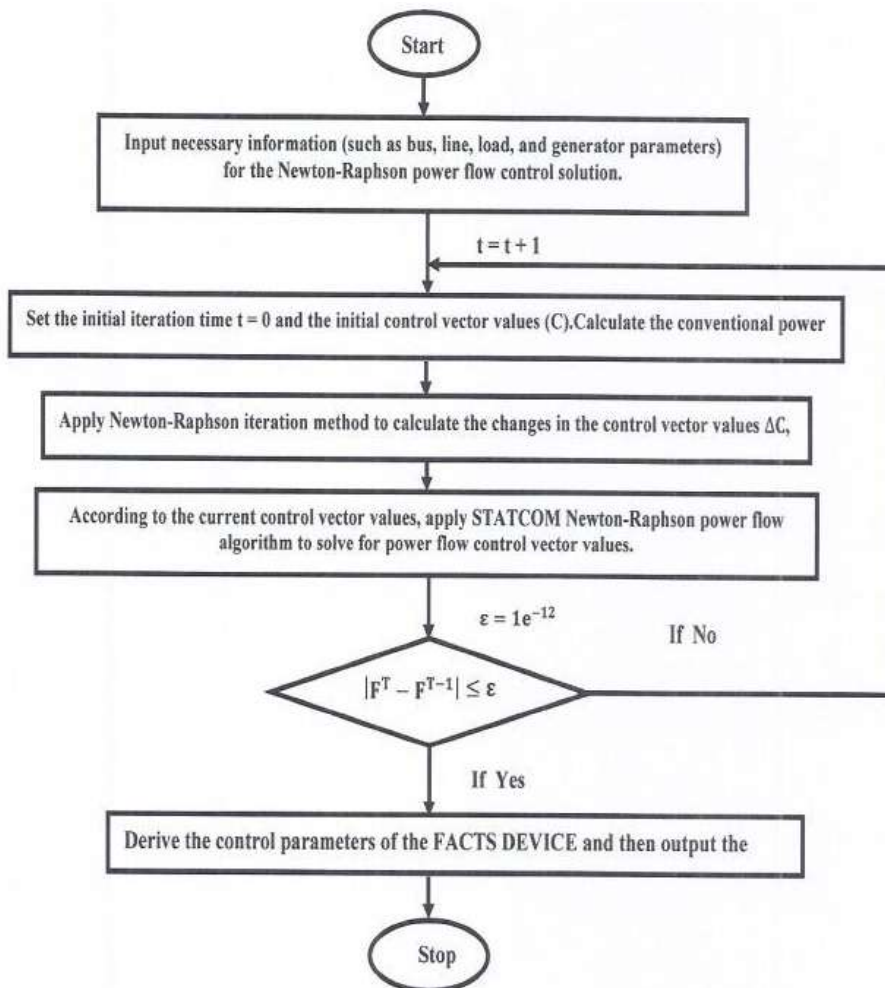 Start
Input necessary information (such as bus, line, load, and generator parameters)
for the Newton-Raphson power flow control solution.
t = t + 1
Set the initial iteration time t = 0 and the initial control vector values (C).Calculate the conventional power
Apply Newton-Raphson iteration method to calculate the changes in the control vector values ΔC,
According to the current control vector values, apply STATCOM Newton-Raphson power flow
algorithm to solve for power flow control vector values.
ε = 1e⁻¹²
If No
|Fᵀ − Fᵀ⁻¹| ≤ ε
If Yes
Derive the control parameters of the FACTS DEVICE and then output the
Stop